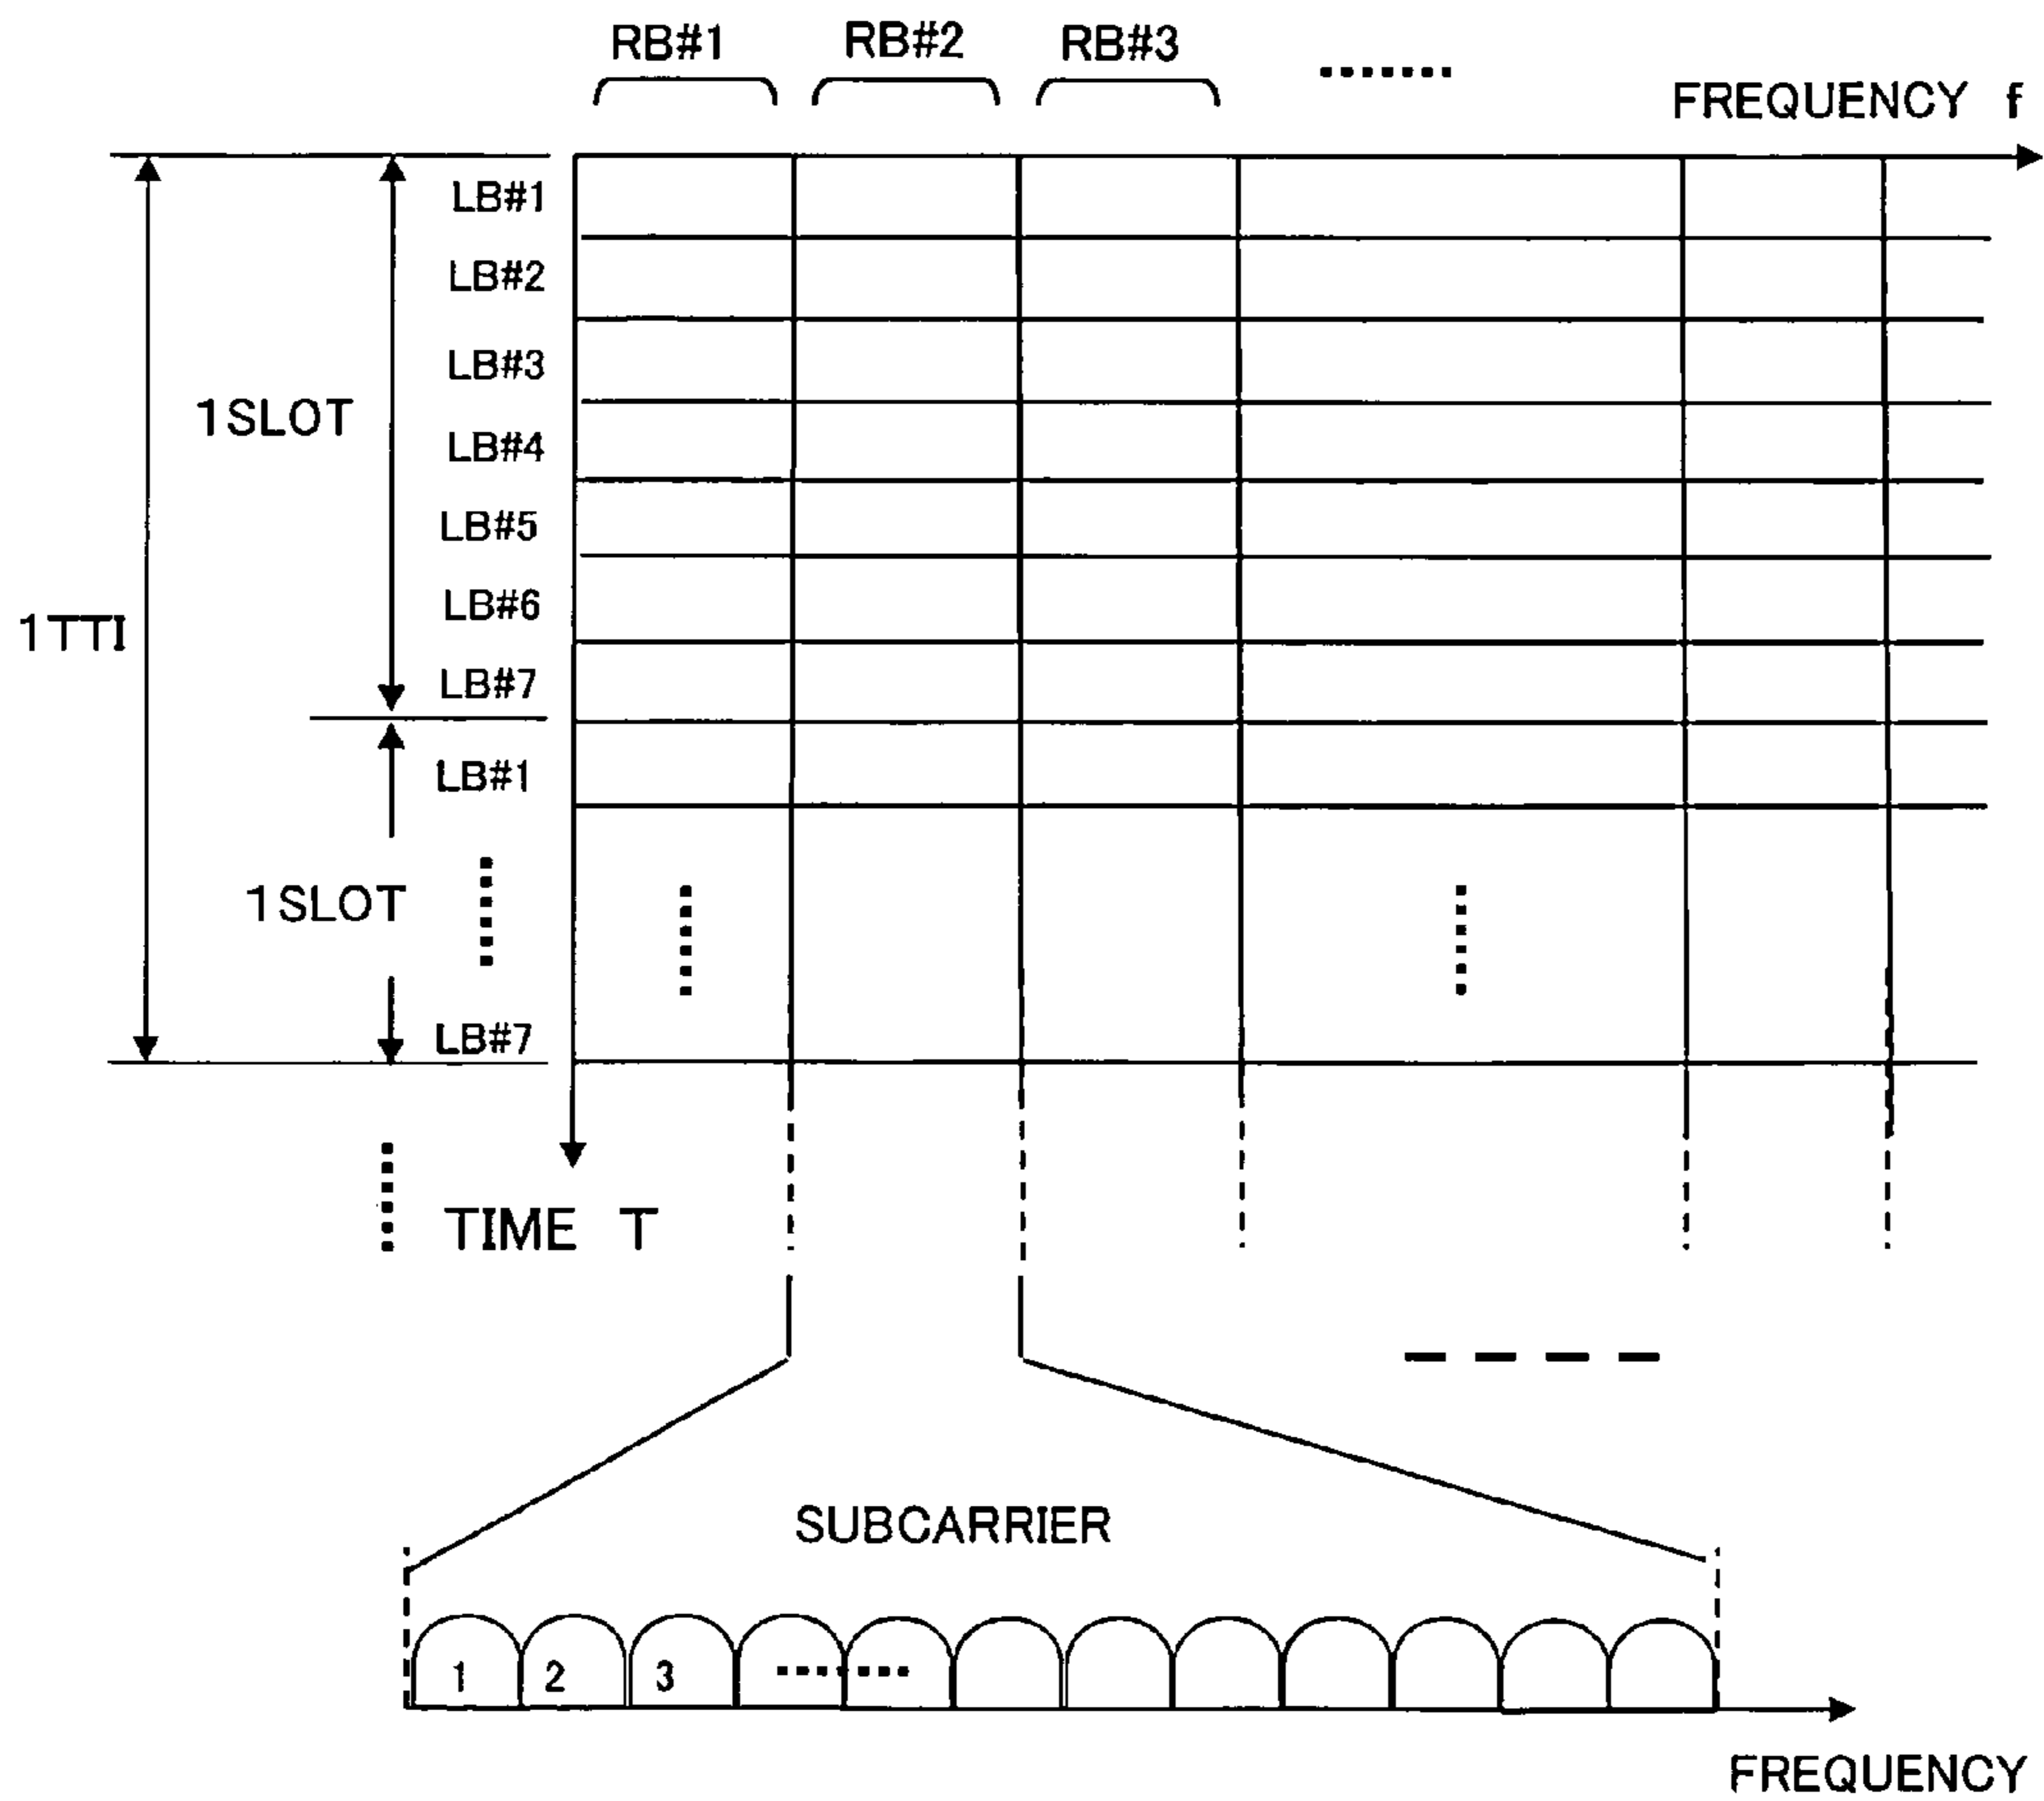 RB#1 RB#2 RB#3
FREQUENCY f
LB#1
LB#2
LB#3
1SLOT
LB#4
LB#5
LB#6
1TTI
LB#7
LB#1
1SLOT
LB#7
TIME T
SUBCARRIER
1 2 3
FREQUENCY